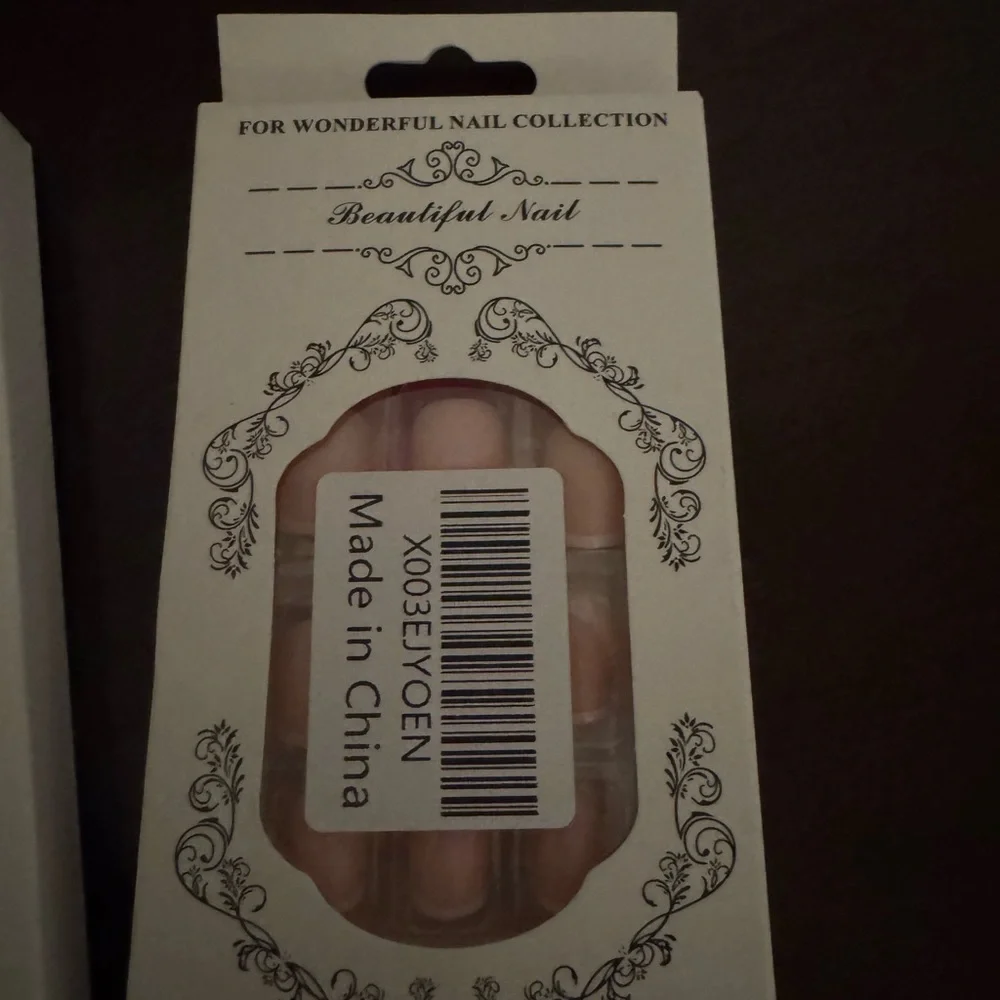 FOR WONDERFUL NAIL COLLECTION
Beautiful Nail
X003EJYOEN
Made in China